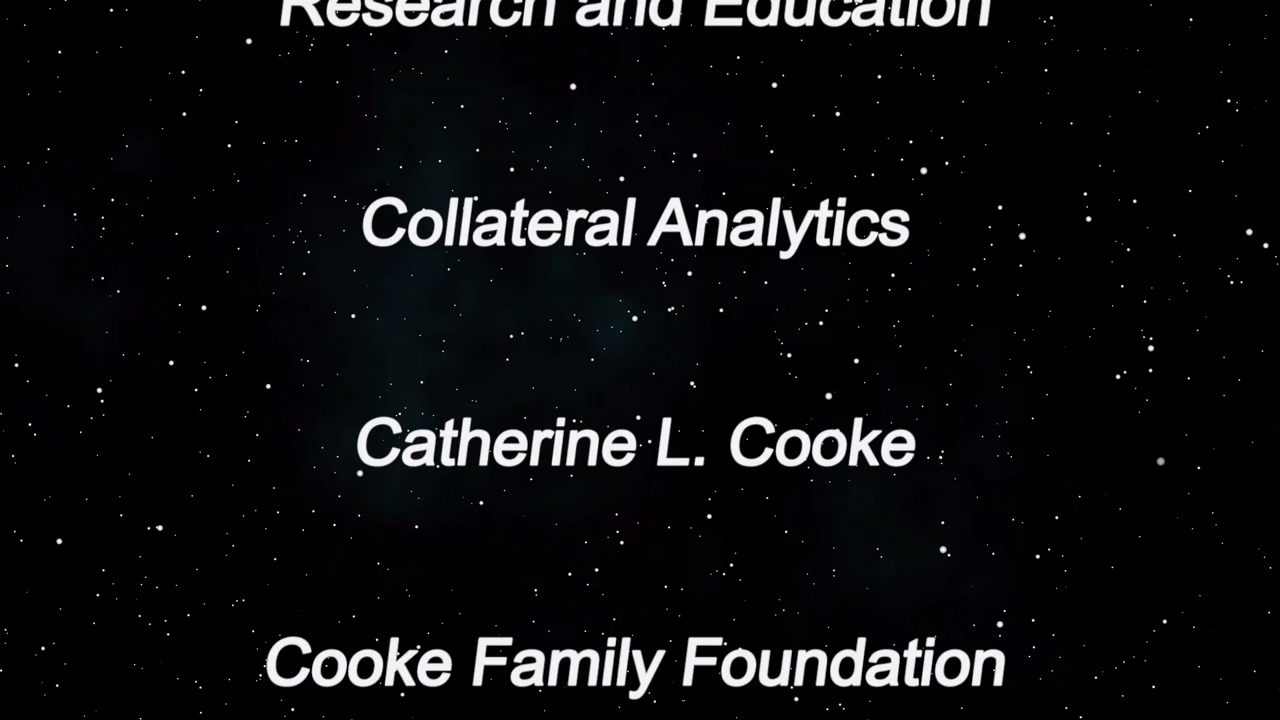 Research and Education
Collateral Analytics
Catherine L. Cooke
Cooke Family Foundation